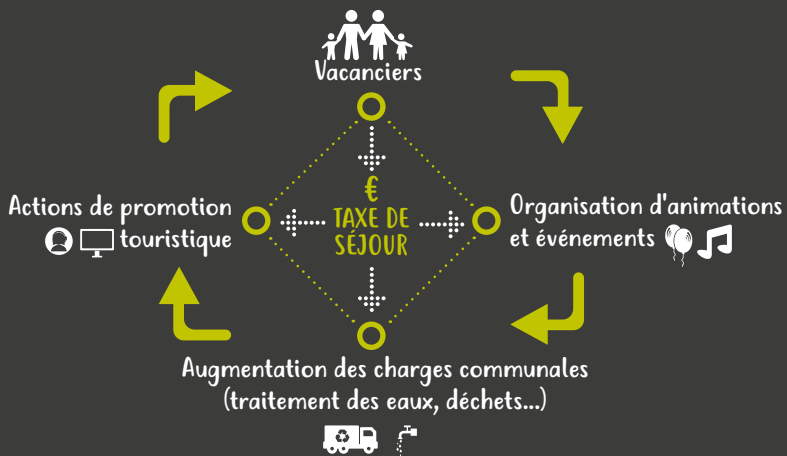 Vacanciers
Actions de promotion
touristique
€
TAXE DE
SÉJOUR
Organisation d'animations
et événements
Augmentation des charges communales
(traitement des eaux, déchets...)